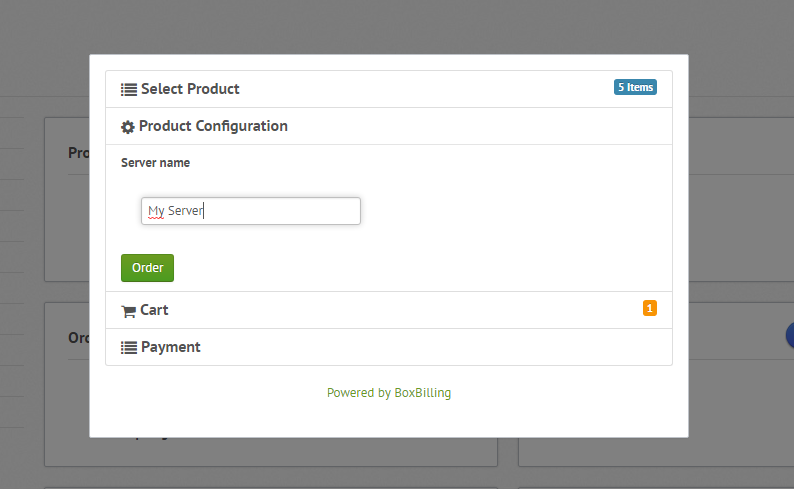 Select Product
5 Items
Product Configuration
Server name
My Server
Order
Cart
1
Payment
Powered by BoxBilling